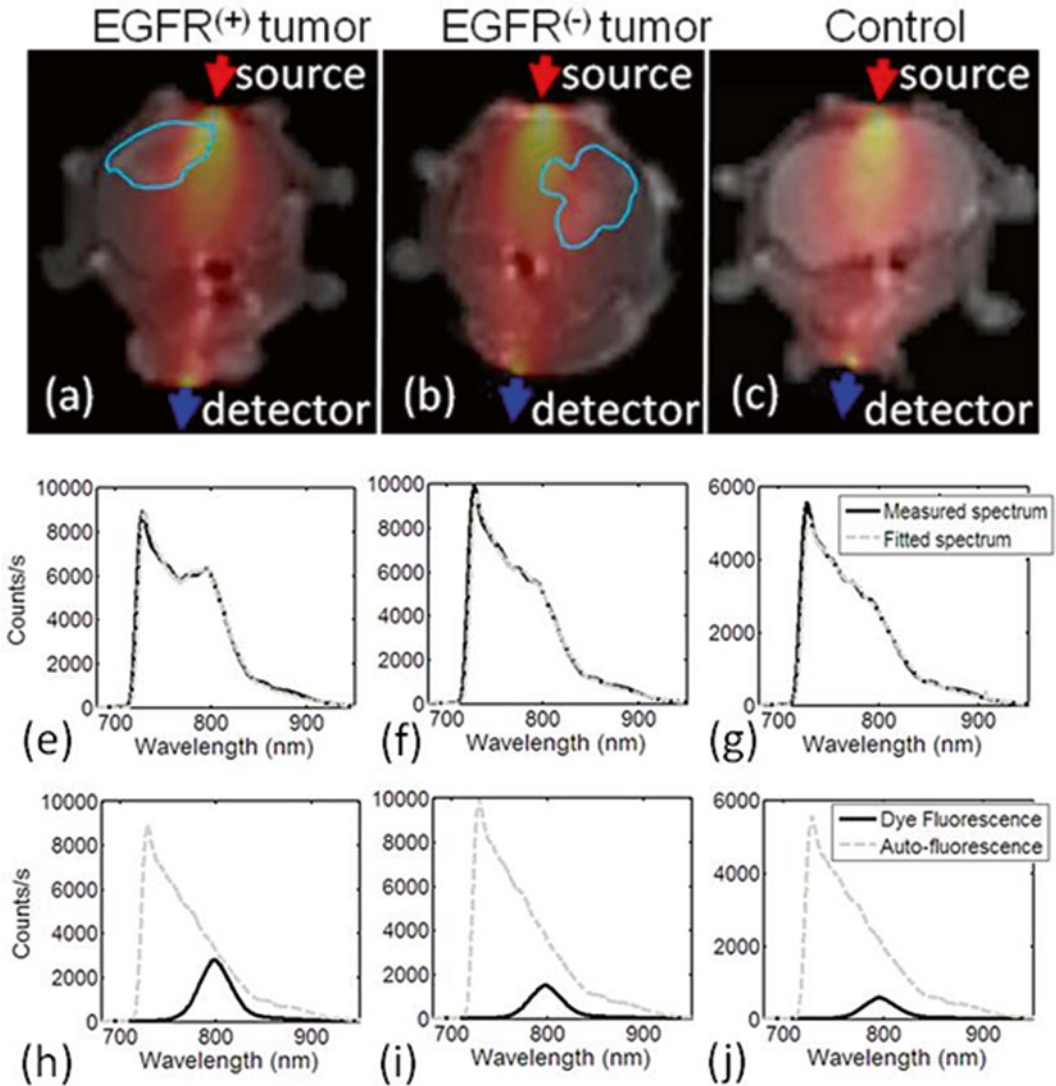 EGFR(+) tumor
EGFR(-) tumor
Control
source
source
source
(a)
detector
(b)
detector
(c)
detector
10000
8000
6000
4000
2000
0
Counts/s
700
800
900
Wavelength (nm)
(e)
10000
8000
6000
4000
2000
0
700
800
900
Wavelength (nm)
(f)
6000
4000
2000
0
Measured spectrum
Fitted spectrum
700
800
900
Wavelength (nm)
(g)
10000
8000
6000
4000
2000
0
Counts/s
700
800
900
Wavelength (nm)
(h)
10000
8000
6000
4000
2000
0
700
800
900
Wavelength (nm)
(i)
6000
4000
2000
0
Dye Fluorescence
Auto-fluorescence
700
800
900
Wavelength (nm)
(j)